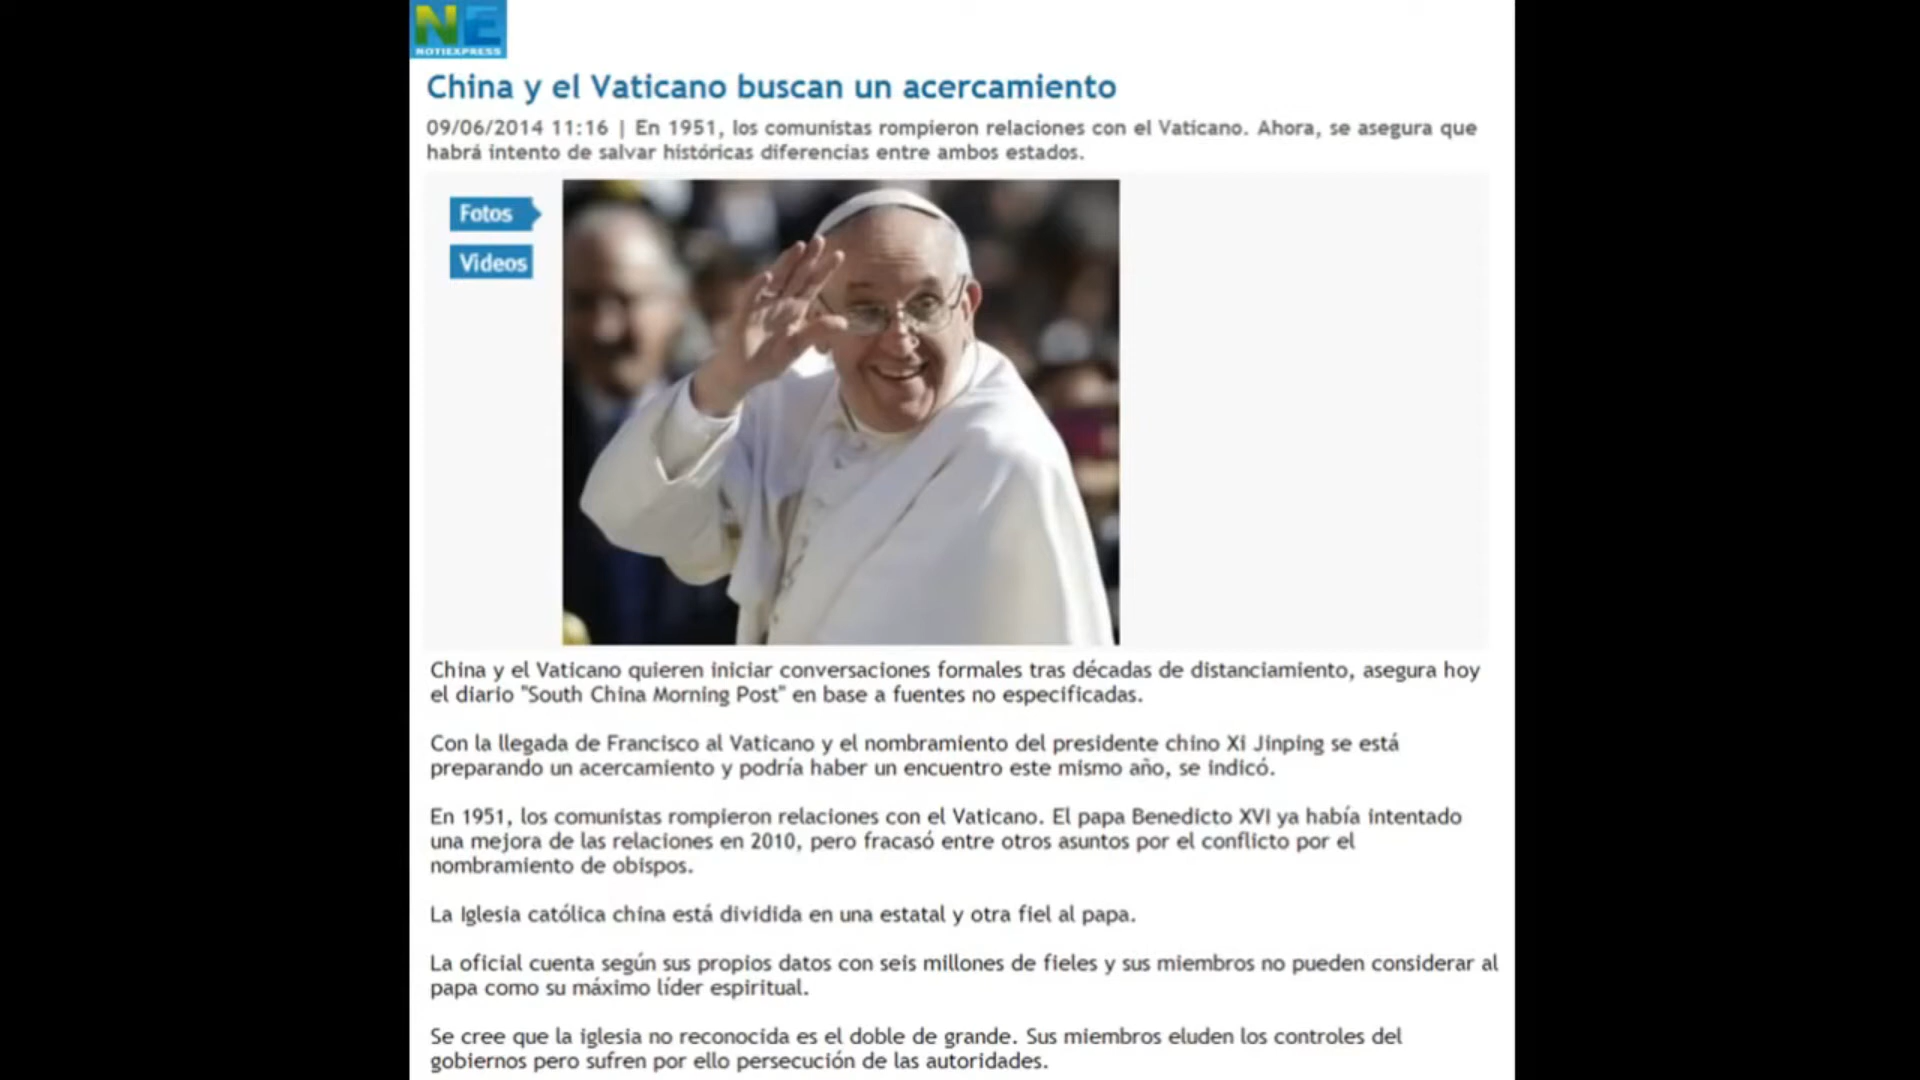 NE
NOTIEXPRESS
China y el Vaticano buscan un acercamiento
09/06/2014 11:16 | En 1951, los comunistas rompieron relaciones con el Vaticano. Ahora, se asegura que
habrá intento de salvar históricas diferencias entre ambos estados.
Fotos
Videos
China y el Vaticano quieren iniciar conversaciones formales tras décadas de distanciamiento, asegura hoy
el diario "South China Morning Post" en base a fuentes no especificadas.
Con la llegada de Francisco al Vaticano y el nombramiento del presidente chino Xi Jinping se está
preparando un acercamiento y podría haber un encuentro este mismo año, se indicó.
En 1951, los comunistas rompieron relaciones con el Vaticano. El papa Benedicto XVI ya había intentado
una mejora de las relaciones en 2010, pero fracasó entre otros asuntos por el conflicto por el
nombramiento de obispos.
La Iglesia católica china está dividida en una estatal y otra fiel al papa.
La oficial cuenta según sus propios datos con seis millones de fieles y sus miembros no pueden considerar al
papa como su máximo líder espiritual.
Se cree que la iglesia no reconocida es el doble de grande. Sus miembros eluden los controles del
gobiernos pero sufren por ello persecución de las autoridades.